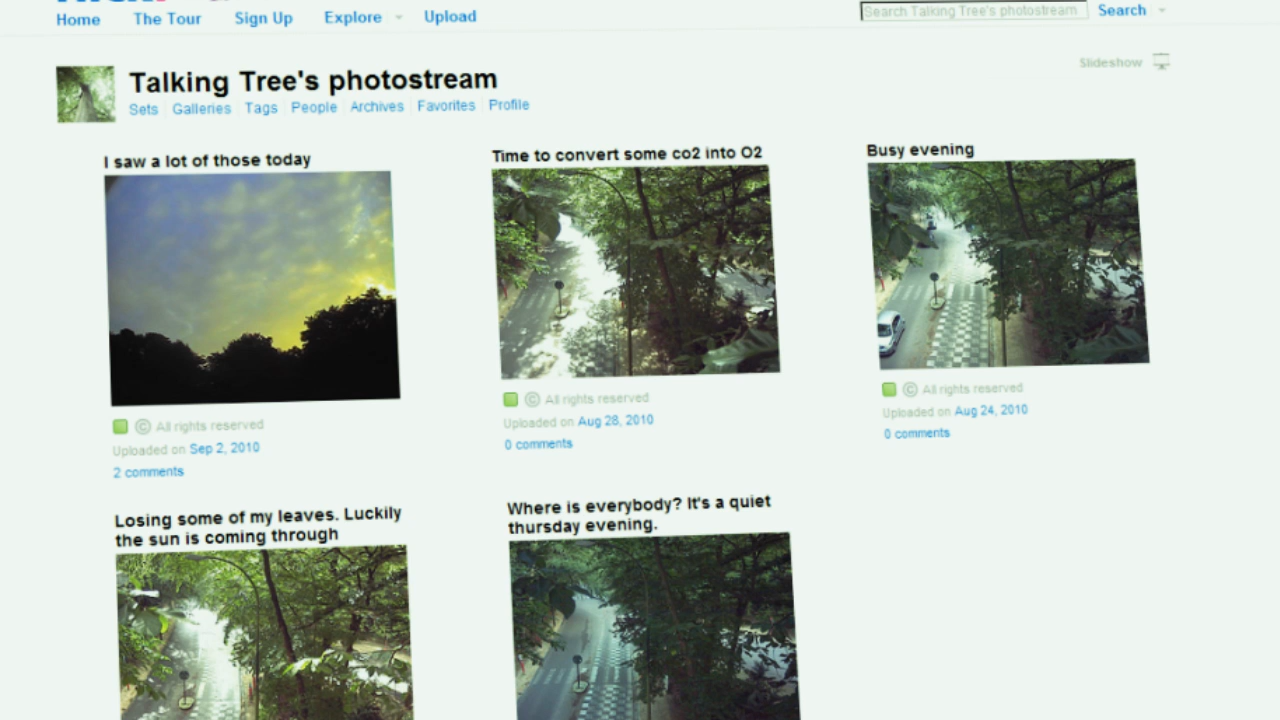 Home The Tour Sign Up Explore Upload
Search Talking Tree's photostream Search
Slideshow
Talking Tree's photostream
Sets Galleries Tags People Archives Favorites Profile
I saw a lot of those today
All rights reserved
Uploaded on Sep 2, 2010
2 comments
Time to convert some co2 into O2
All rights reserved
Uploaded on Aug 28, 2010
0 comments
Busy evening
All rights reserved
Uploaded on Aug 24, 2010
0 comments
Losing some of my leaves. Luckily
the sun is coming through
Where is everybody? It's a quiet
thursday evening.